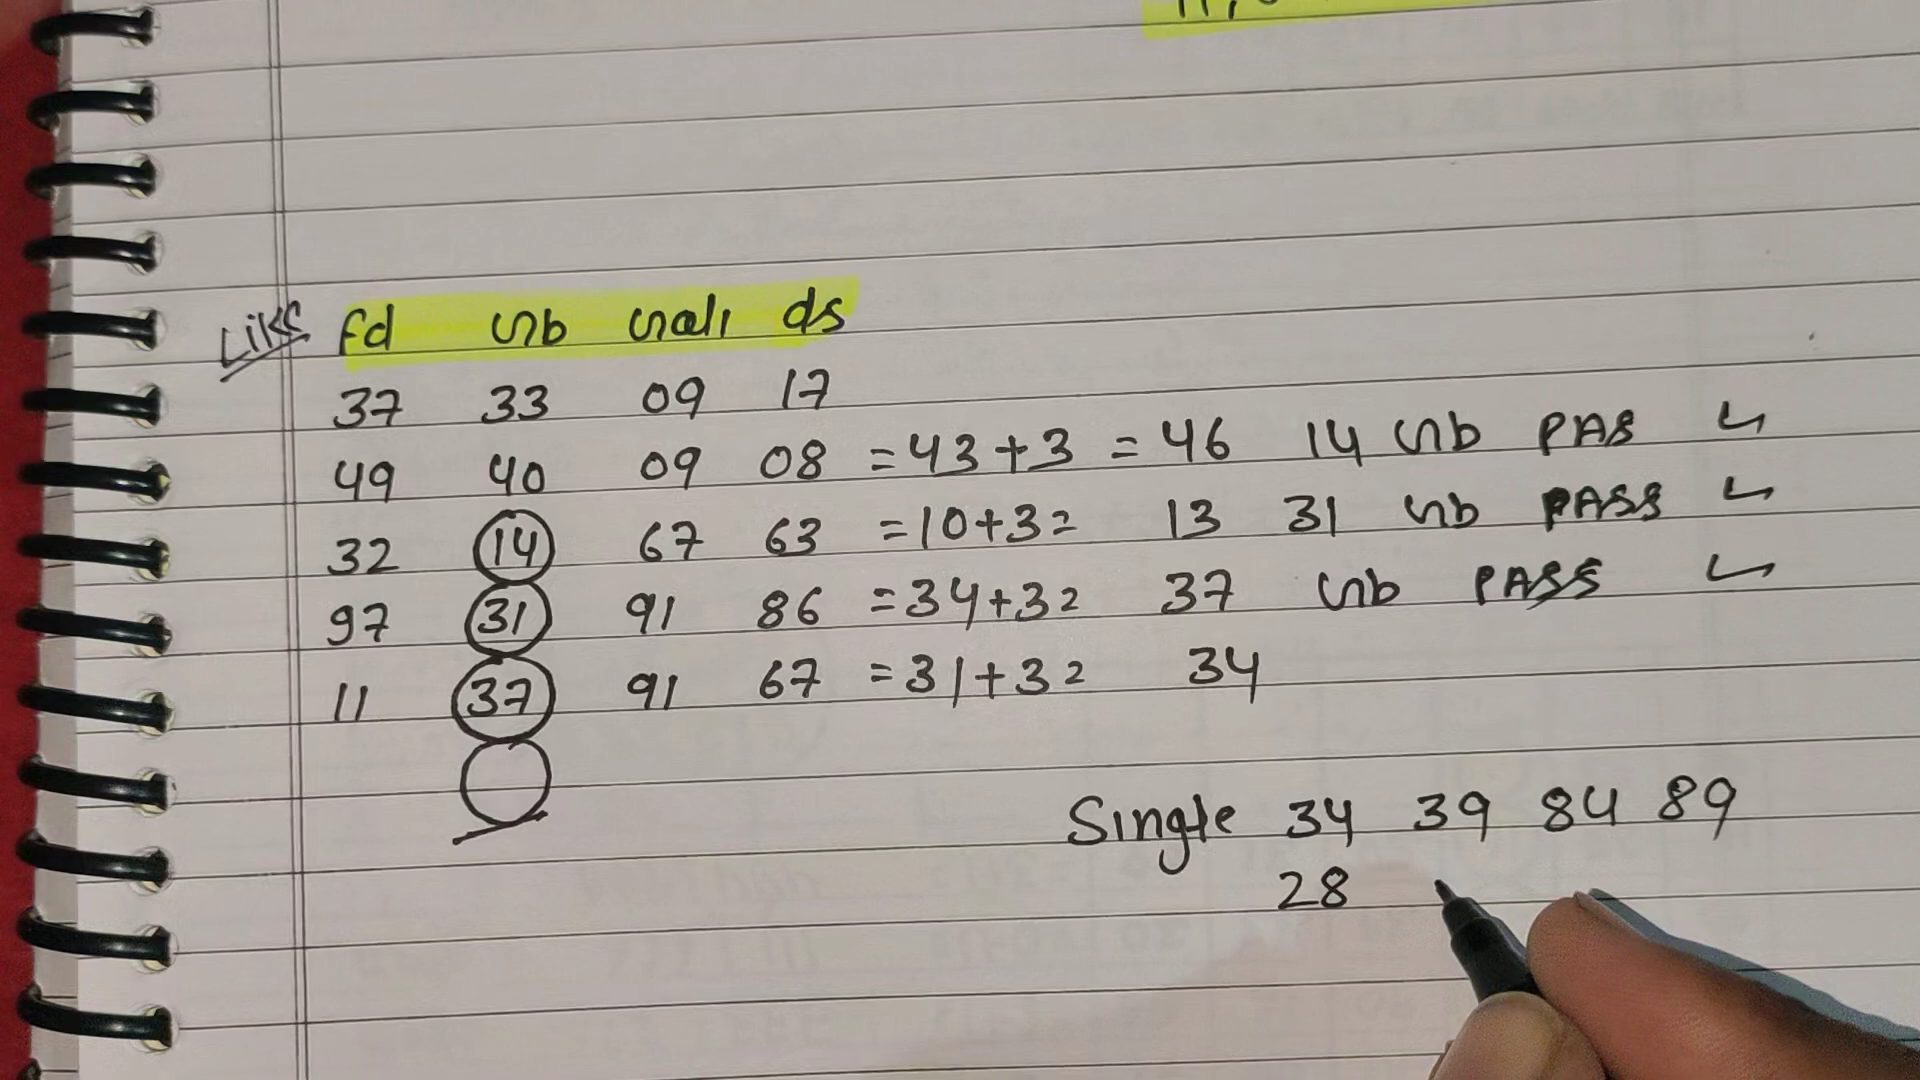 Like fd gb gali ds
37 33 09 17
49 40 09 08 =43+3 = 46 14 gb PAS
32 14 67 63 =10+3= 13 31 gb PASS
97 31 91 86 =34+3= 37 gb PASS
11 37 91 67 =31+3= 34
Single 34 39 84 89
28